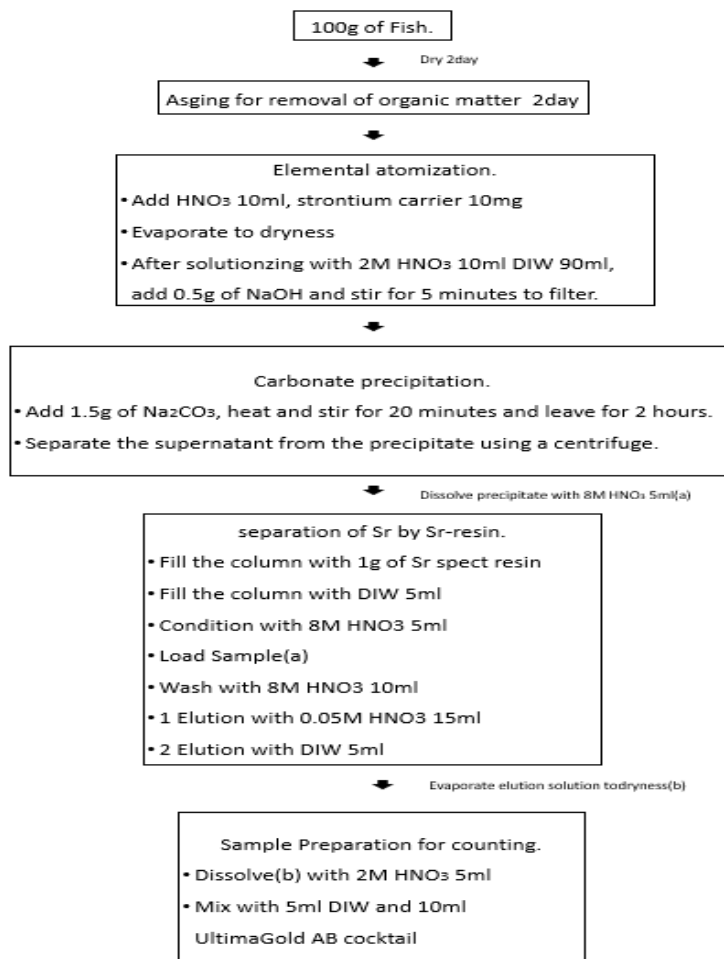 100g of Fish.
Dry 2day
Asging for removal of organic matter 2day
Elemental atomization.
• Add HNO₃ 10ml, strontium carrier 10mg
• Evaporate to dryness
• After solutionzing with 2M HNO₃ 10ml DIW 90ml,
add 0.5g of NaOH and stir for 5 minutes to filter.
Carbonate precipitation.
• Add 1.5g of Na₂CO₃, heat and stir for 20 minutes and leave for 2 hours.
• Separate the supernatant from the precipitate using a centrifuge.
Dissolve precipitate with 8M HNO₃ 5ml(a)
separation of Sr by Sr-resin.
• Fill the column with 1g of Sr spect resin
• Fill the column with DIW 5ml
• Condition with 8M HNO3 5ml
• Load Sample(a)
• Wash with 8M HNO3 10ml
• 1 Elution with 0.05M HNO3 15ml
• 2 Elution with DIW 5ml
Evaporate elution solution todryness(b)
Sample Preparation for counting.
• Dissolve(b) with 2M HNO₃ 5ml
• Mix with 5ml DIW and 10ml
UltimaGold AB cocktail